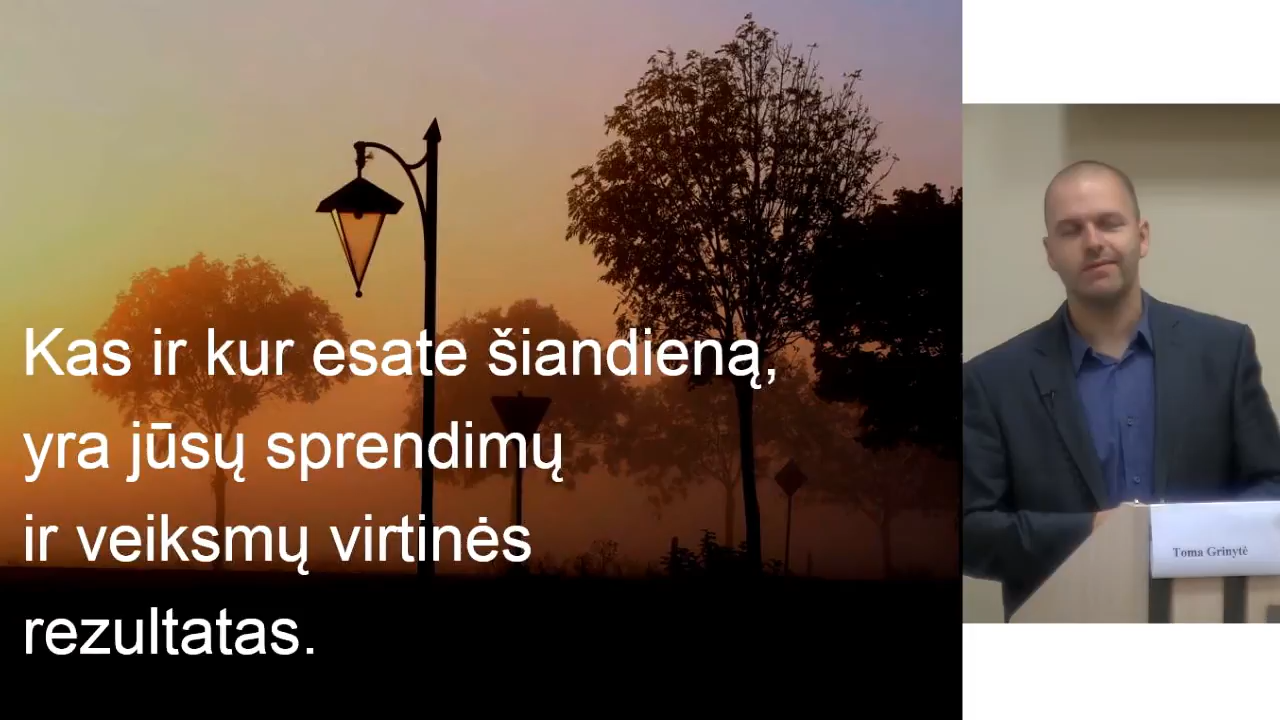 Kas ir kur esate šiandieną,
yra jūsų sprendimų
ir veiksmų virtinės
rezultatas.
Toma Grinytė